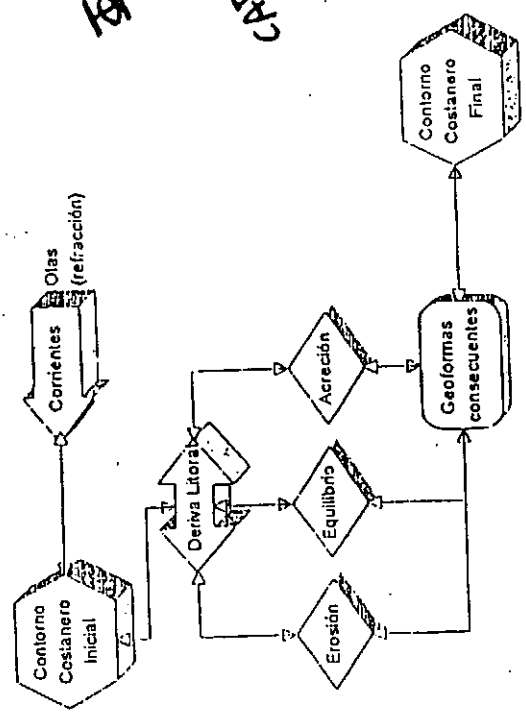 Contorno
Costanero
Inicial
Corrientes
Olas
(refracción)
Deriva Litoral
Erosión
Equilibrio
Acreción
Geoformas
consecuentes
Contorno
Costanero
Final